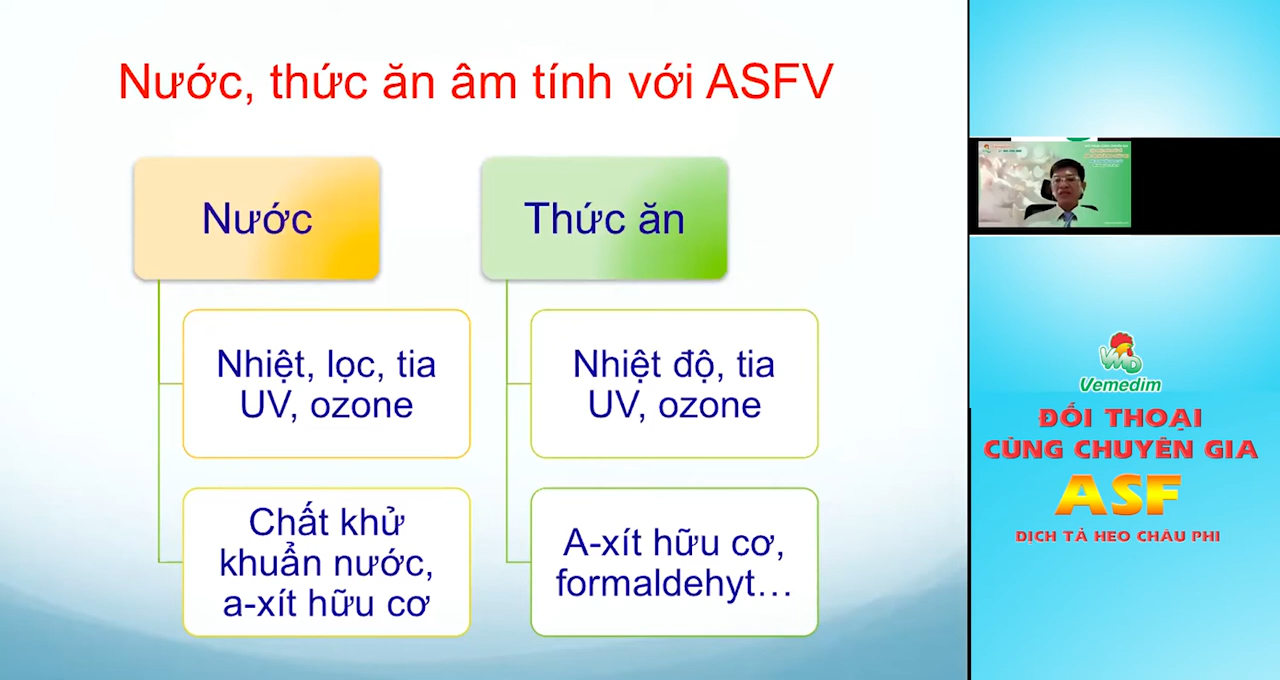 Nước, thức ăn âm tính với ASFV
Nước
Thức ăn
Nhiệt, lọc, tia
UV, ozone
Nhiệt độ, tia
UV, ozone
Chất khử
khuẩn nước,
a-xít hữu cơ
A-xít hữu cơ,
formaldehyt...
VMD
Vemedim
ĐỐI THOẠI
CÙNG CHUYÊN GIA
ASF
DỊCH TẢ HEO CHÂU PHI